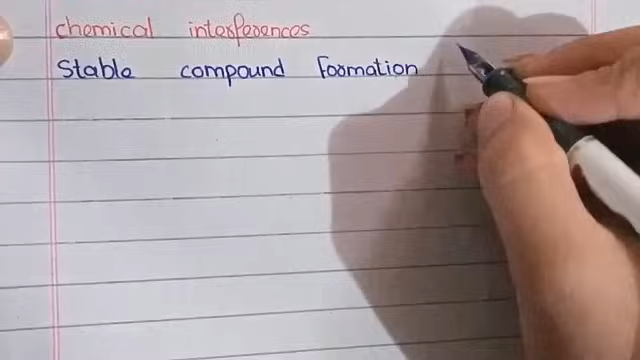 chemical interferences
Stable compound Formation